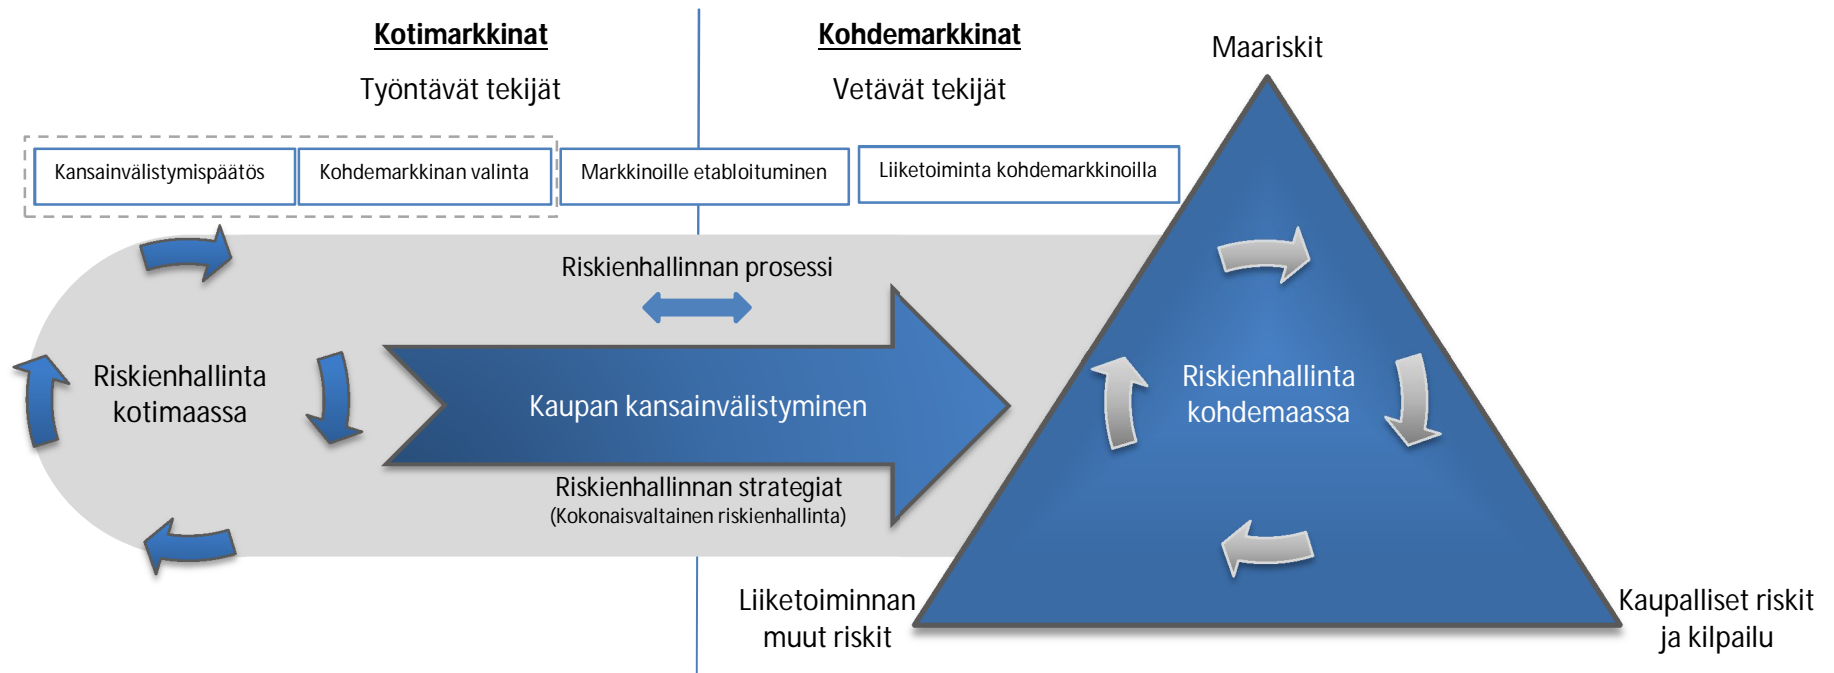 Kotimarkkinat
Kohdemarkkinat
Maariskit
Työntävät tekijät
Vetävät tekijät
Kansainvälistymispäätös
Kohdemarkkinan valinta
Markkinoille etabloituminen
Liiketoiminta kohdemarkkinoilla
Riskienhallinnan prosessi
Riskienhallinta
kotimaassa
Kaupan kansainvälistyminen
Riskienhallinta
kohdemaassa
Riskienhallinnan strategiat
(Kokonaisvaltainen riskienhallinta)
Liiketoiminnan
muut riskit
Kaupalliset riskit
ja kilpailu